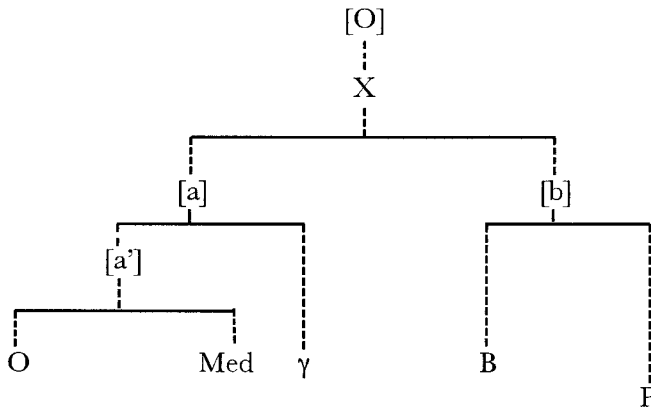 [O]
X
[a] [b]
[a']
O Med γ B
P